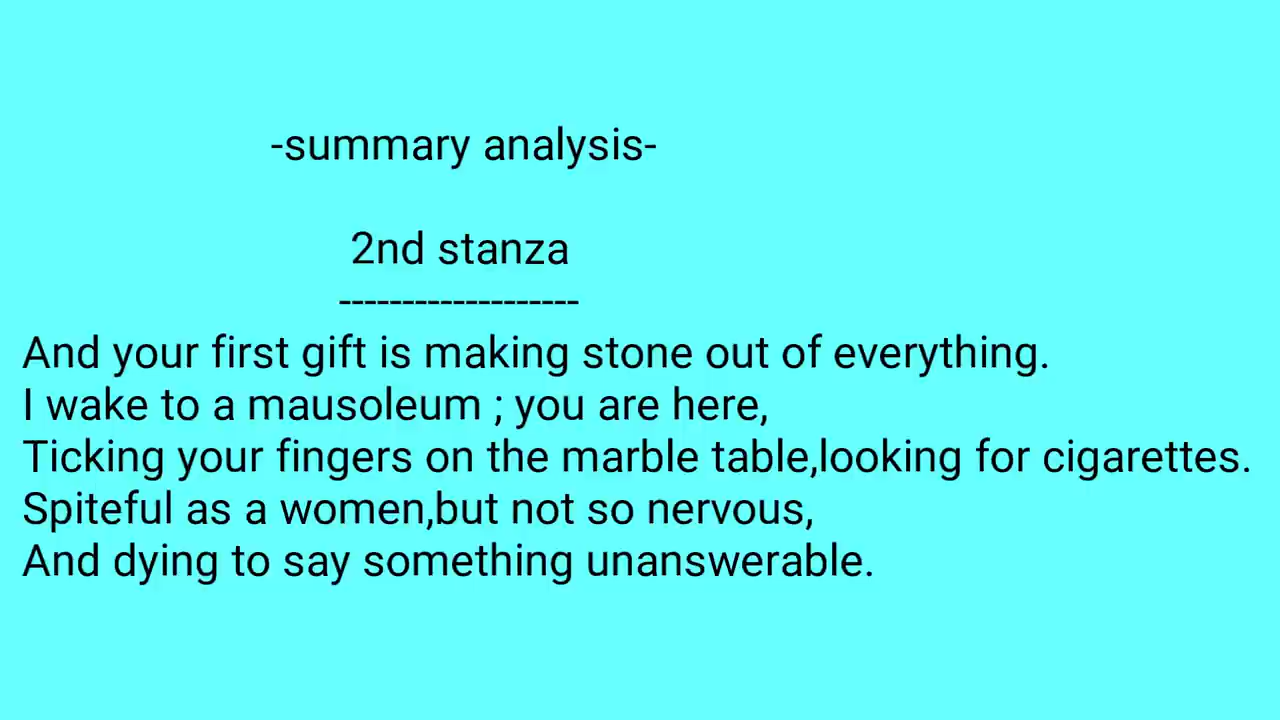 -summary analysis-
2nd stanza
-------------------
And your first gift is making stone out of everything.
I wake to a mausoleum ; you are here,
Ticking your fingers on the marble table,looking for cigarettes.
Spiteful as a women,but not so nervous,
And dying to say something unanswerable.